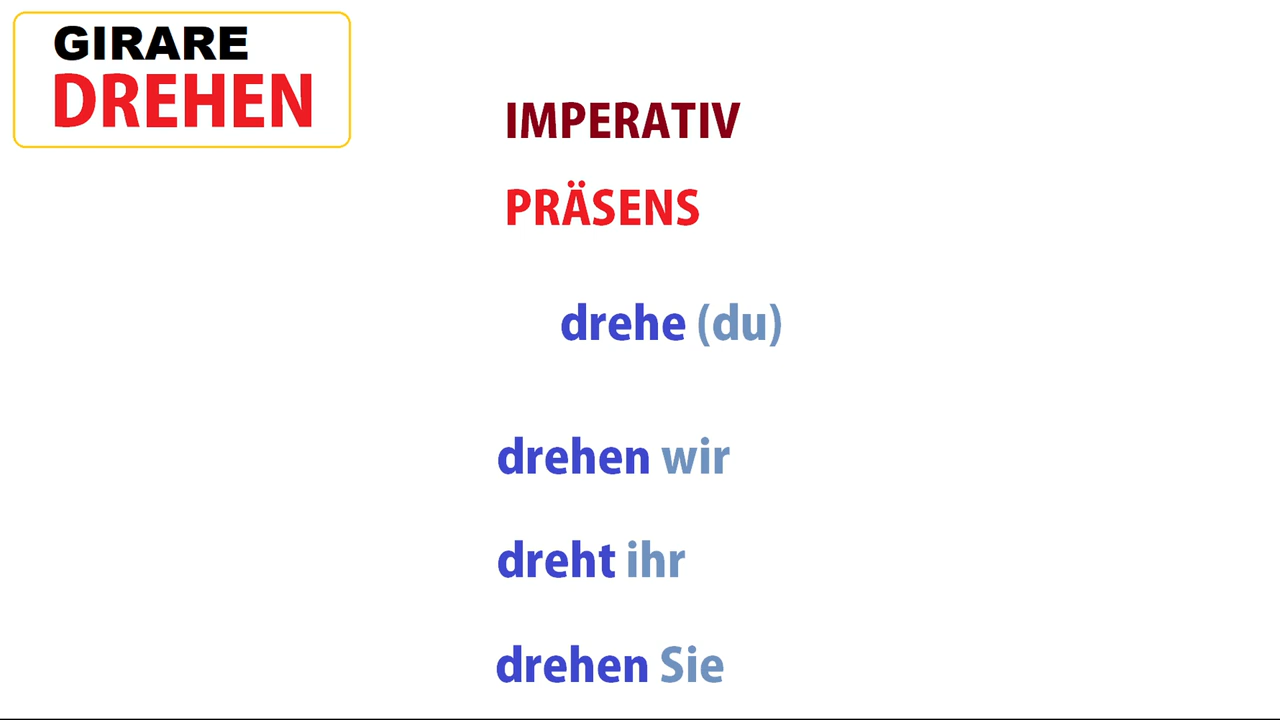 GIRARE
DREHEN
IMPERATIV
PRÄSENS
drehe (du)
drehen wir
dreht ihr
drehen Sie